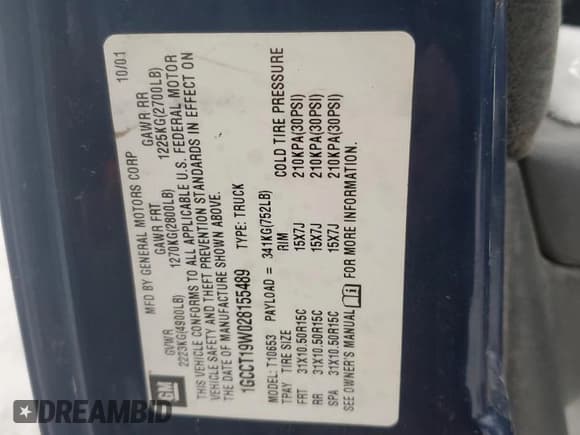 GM
MFD BY GENERAL MOTORS CORP 10/01
GVWR GAWR FRT GAWR RR
2223KG(4900LB) 1270KG(2800LB) 1225KG(2700LB)
THIS VEHICLE CONFORMS TO ALL APPLICABLE U.S. FEDERAL MOTOR
VEHICLE SAFETY AND THEFT PREVENTION STANDARDS IN EFFECT ON
THE DATE OF MANUFACTURE SHOWN ABOVE.
1GCCT19W028155489 TYPE: TRUCK
MODEL: T10653 PAYLOAD = 341KG(752LB)
TPAY TIRE SIZE RIM COLD TIRE PRESSURE
FRT 31X10.50R15C 15X7J 210KPA(30PSI)
RR 31X10.50R15C 15X7J 210KPA(30PSI)
SPA 31X10.50R15C 15X7J 210KPA(30PSI)
SEE OWNER'S MANUAL FOR MORE INFORMATION.
DREAMBID